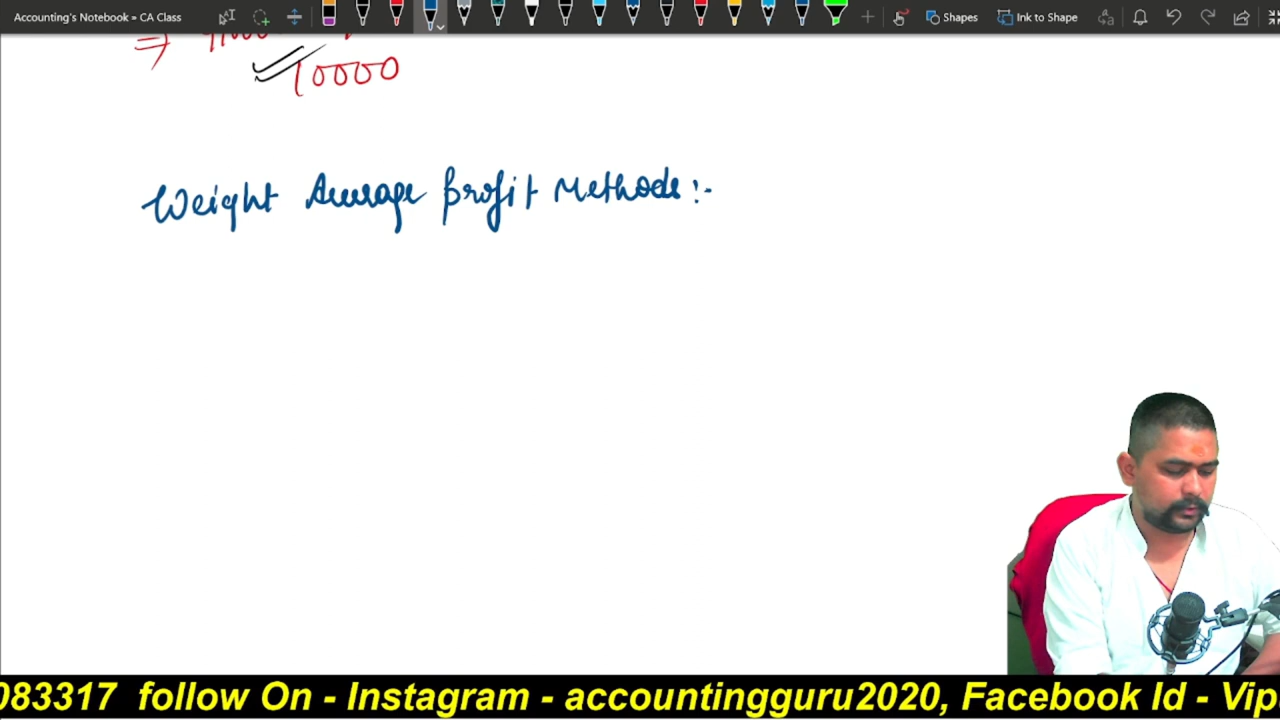 Accounting's Notebook » CA Class
Shapes
Ink to Shape
⇒
10000
Weight Average Profit Methode :-
083317 follow On - Instagram - accountingguru2020, Facebook Id - Vip